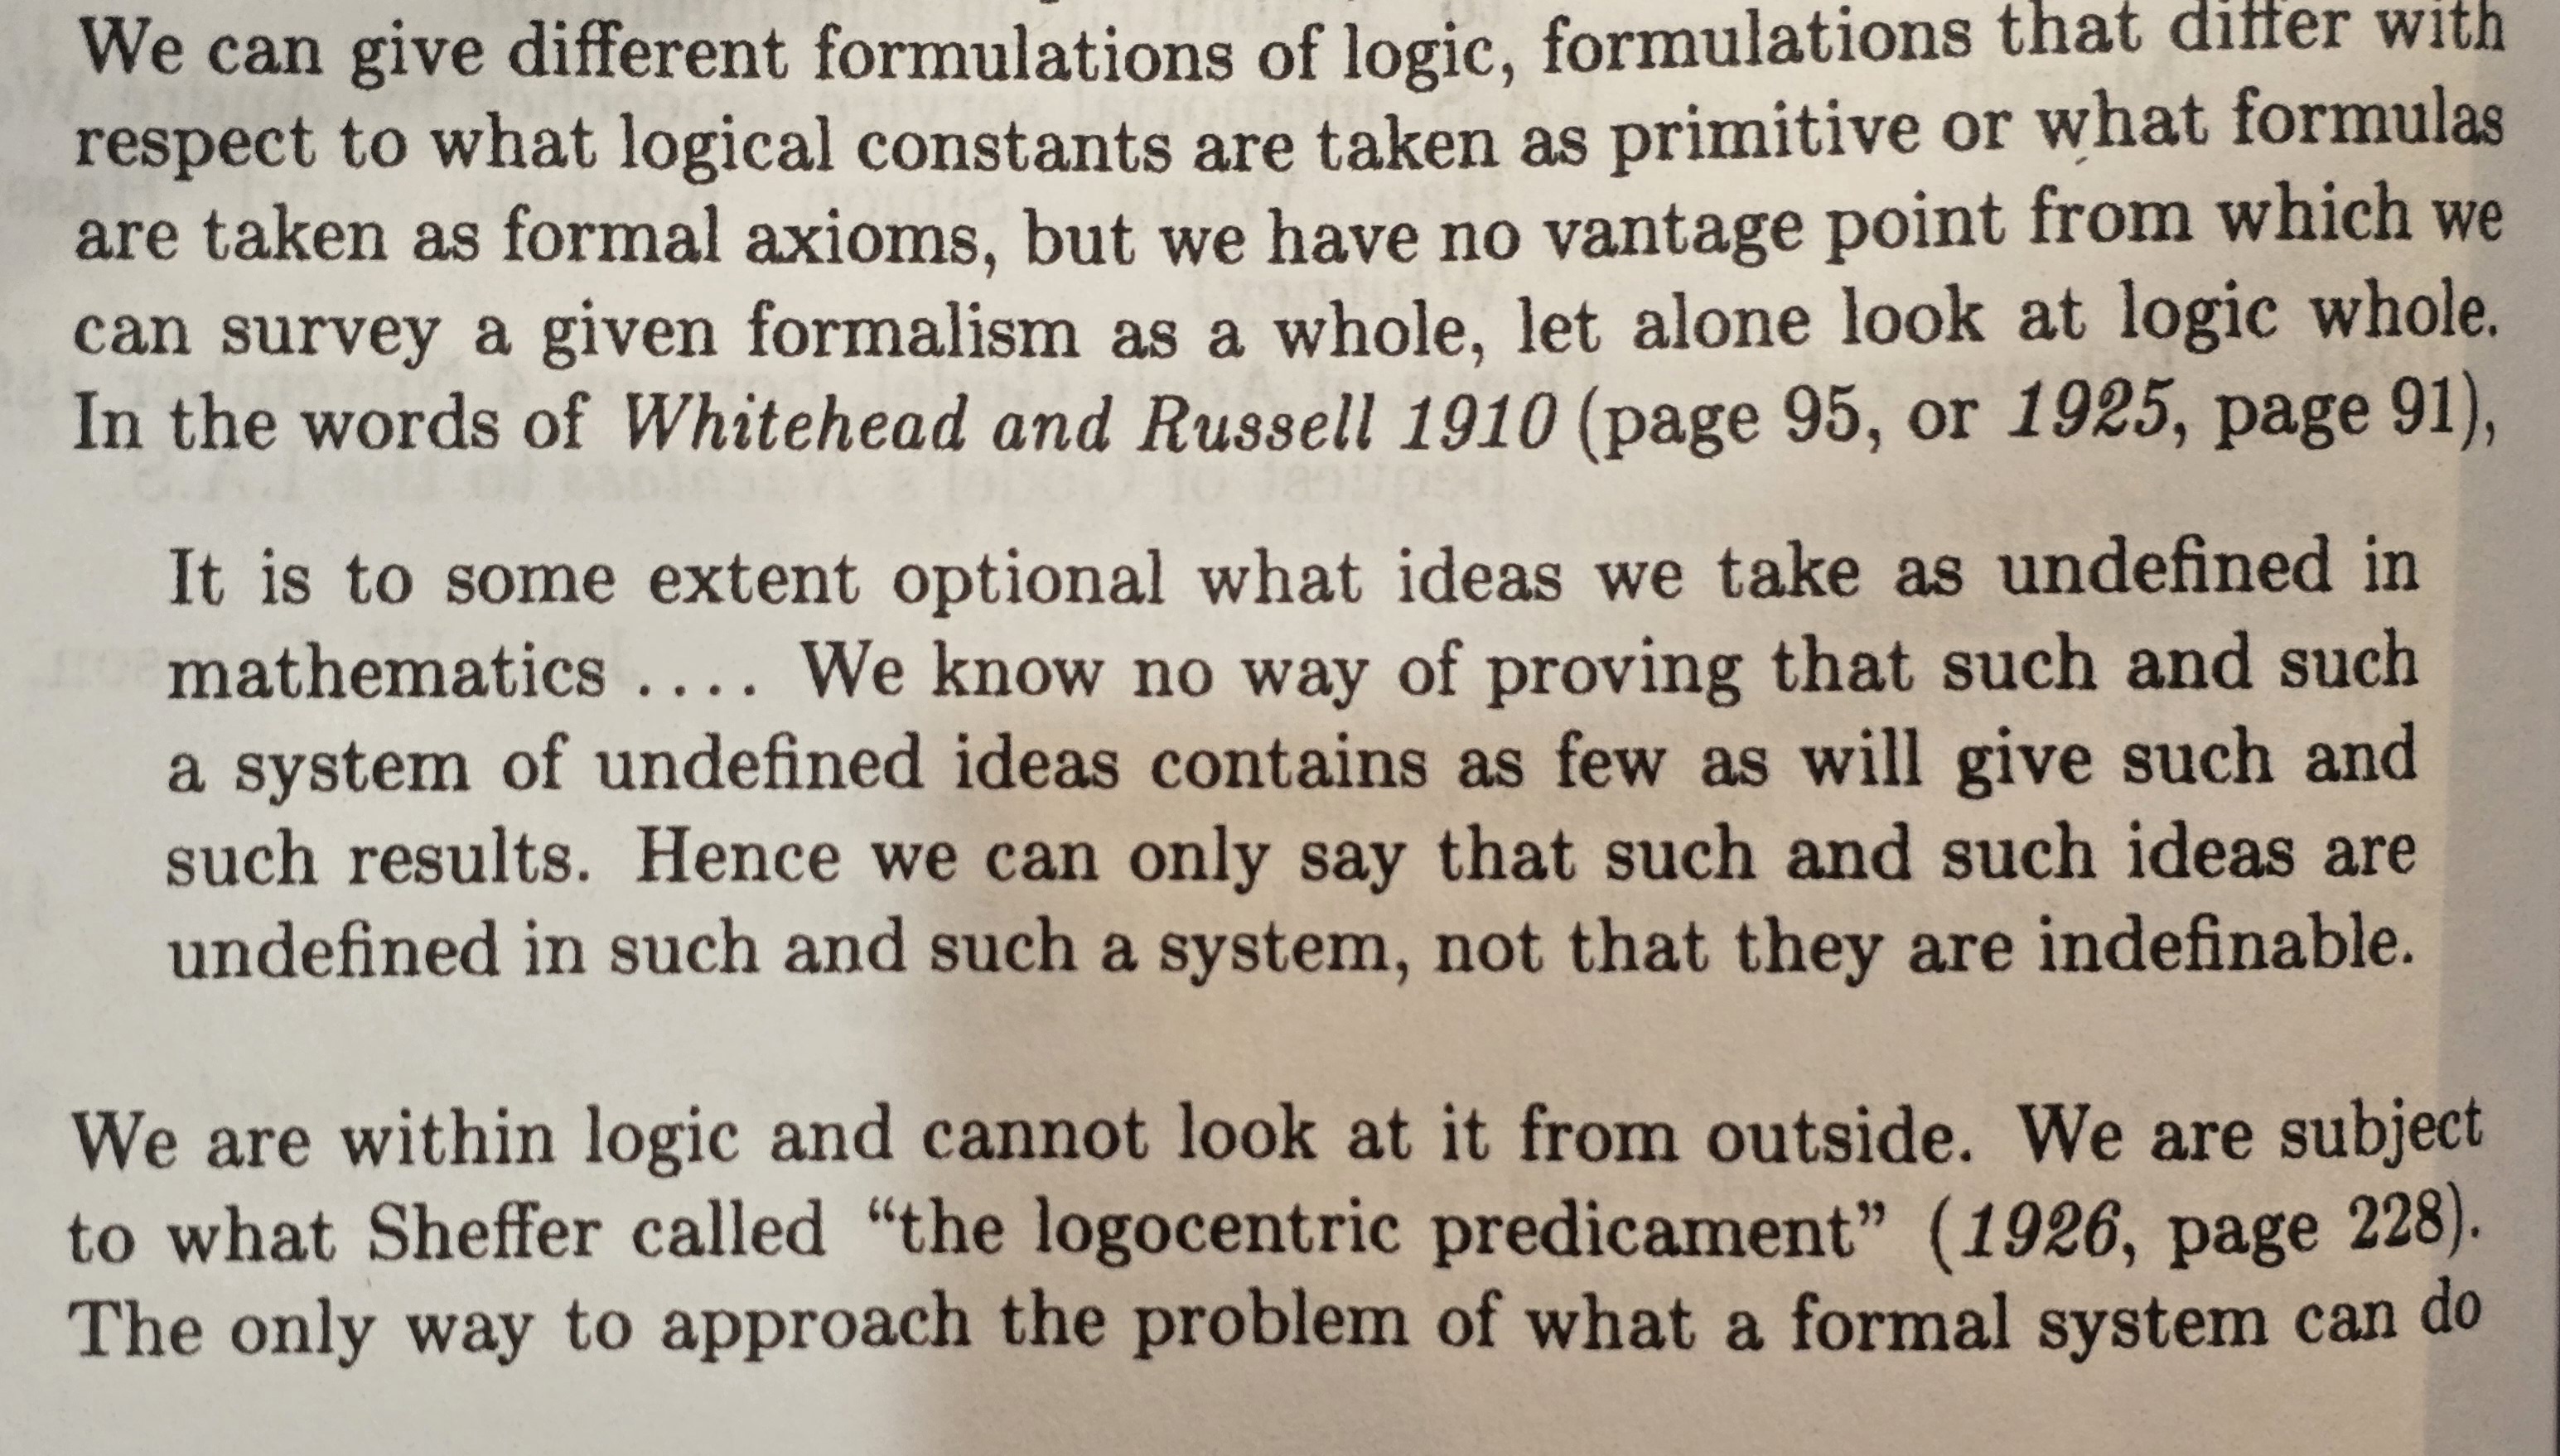 We can give different formulations of logic, formulations that differ with
respect to what logical constants are taken as primitive or what formulas
are taken as formal axioms, but we have no vantage point from which we
can survey a given formalism as a whole, let alone look at logic whole.
In the words of Whitehead and Russell 1910 (page 95, or 1925, page 91),
It is to some extent optional what ideas we take as undefined in
mathematics .... We know no way of proving that such and such
a system of undefined ideas contains as few as will give such and
such results. Hence we can only say that such and such ideas are
undefined in such and such a system, not that they are indefinable.
We are within logic and cannot look at it from outside. We are subject
to what Sheffer called “the logocentric predicament” (1926, page 228).
The only way to approach the problem of what a formal system can do